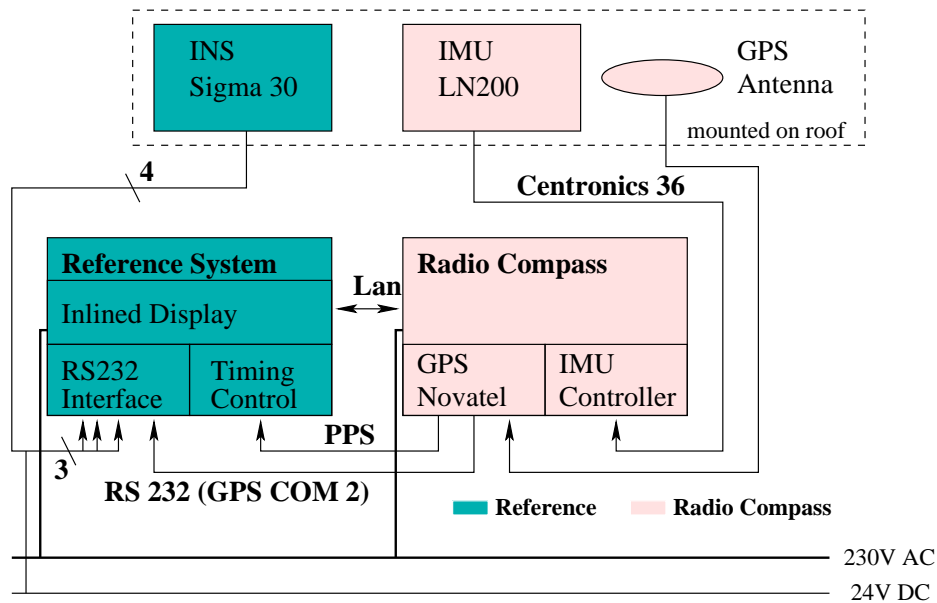 INS
Sigma 30
IMU
LN200
GPS
Antenna
mounted on roof
4
Centronics 36
Reference System
Inlined Display
RS232
Interface
Timing
Control
Lan
Radio Compass
GPS
Novatel
IMU
Controller
3
PPS
RS 232 (GPS COM 2)
Reference
Radio Compass
230V AC
24V DC